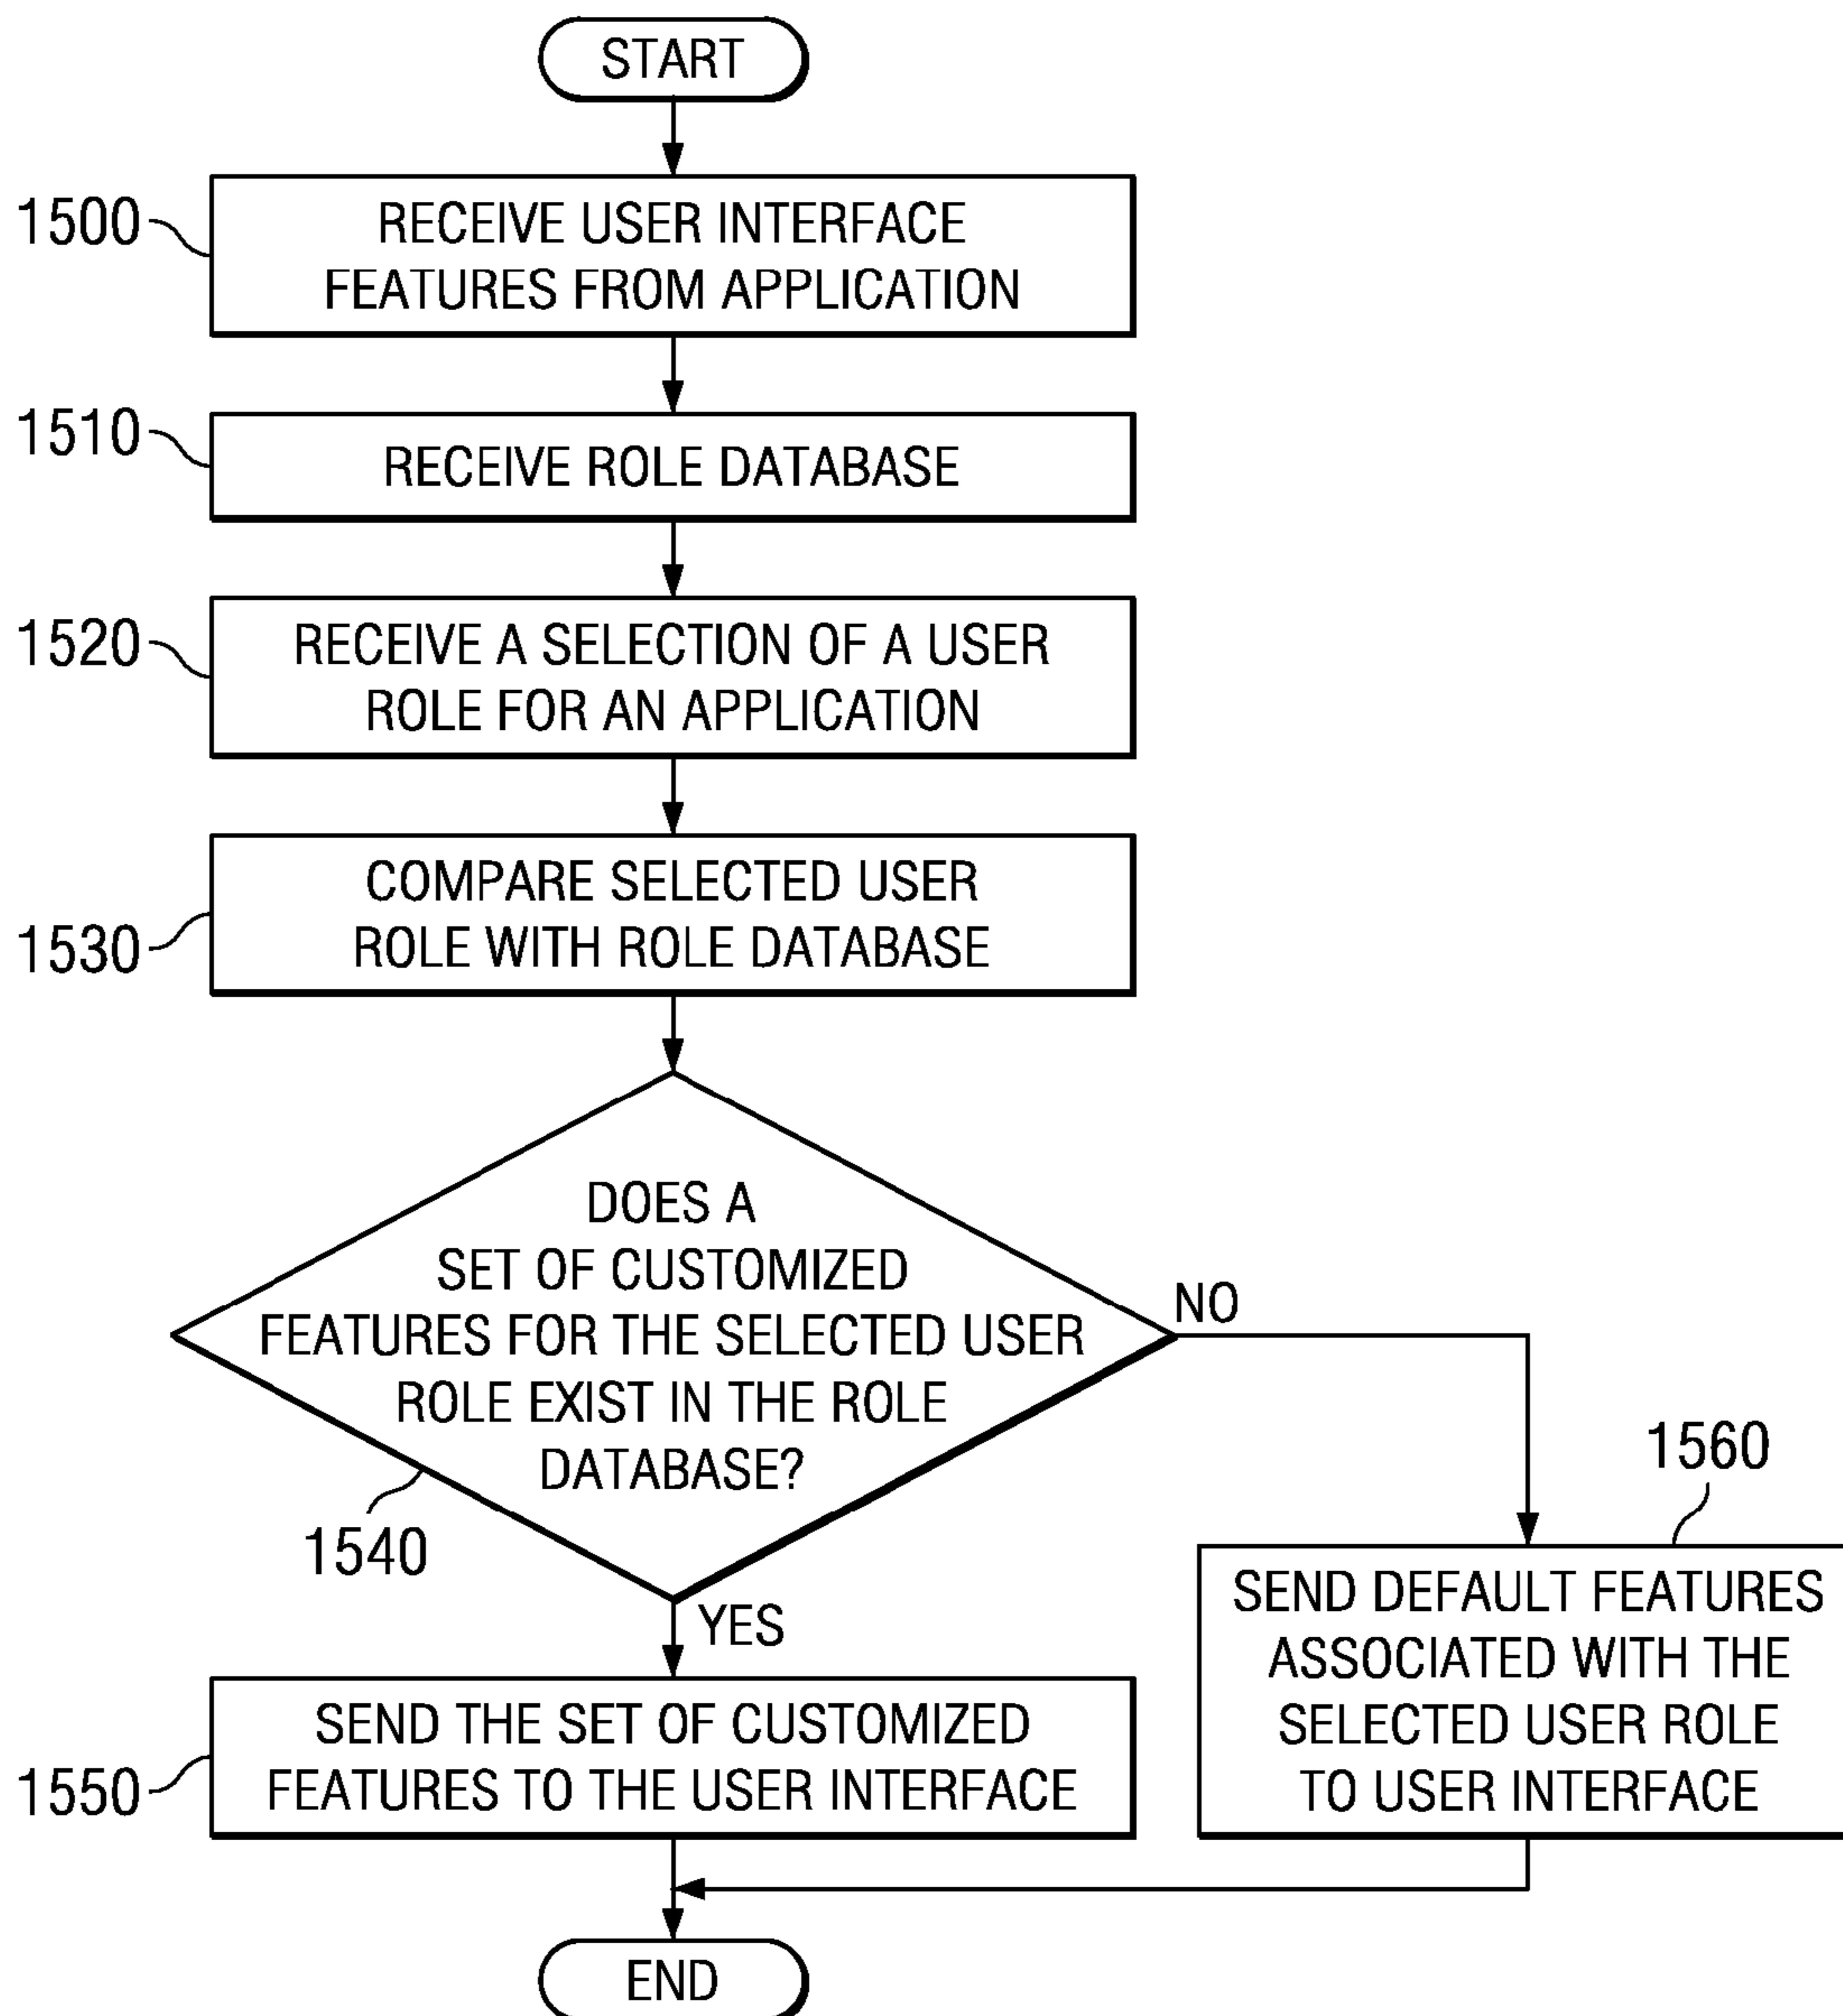 START
1500
RECEIVE USER INTERFACE
FEATURES FROM APPLICATION
1510
RECEIVE ROLE DATABASE
1520
RECEIVE A SELECTION OF A USER
ROLE FOR AN APPLICATION
COMPARE SELECTED USER
ROLE WITH ROLE DATABASE
1530
DOES A
SET OF CUSTOMIZED
FEATURES FOR THE SELECTED USER
ROLE EXIST IN THE ROLE
DATABASE?
NO
1540
YES
1560
SEND DEFAULT FEATURES
ASSOCIATED WITH THE
SELECTED USER ROLE
TO USER INTERFACE
SEND THE SET OF CUSTOMIZED
FEATURES TO THE USER INTERFACE
1550
END